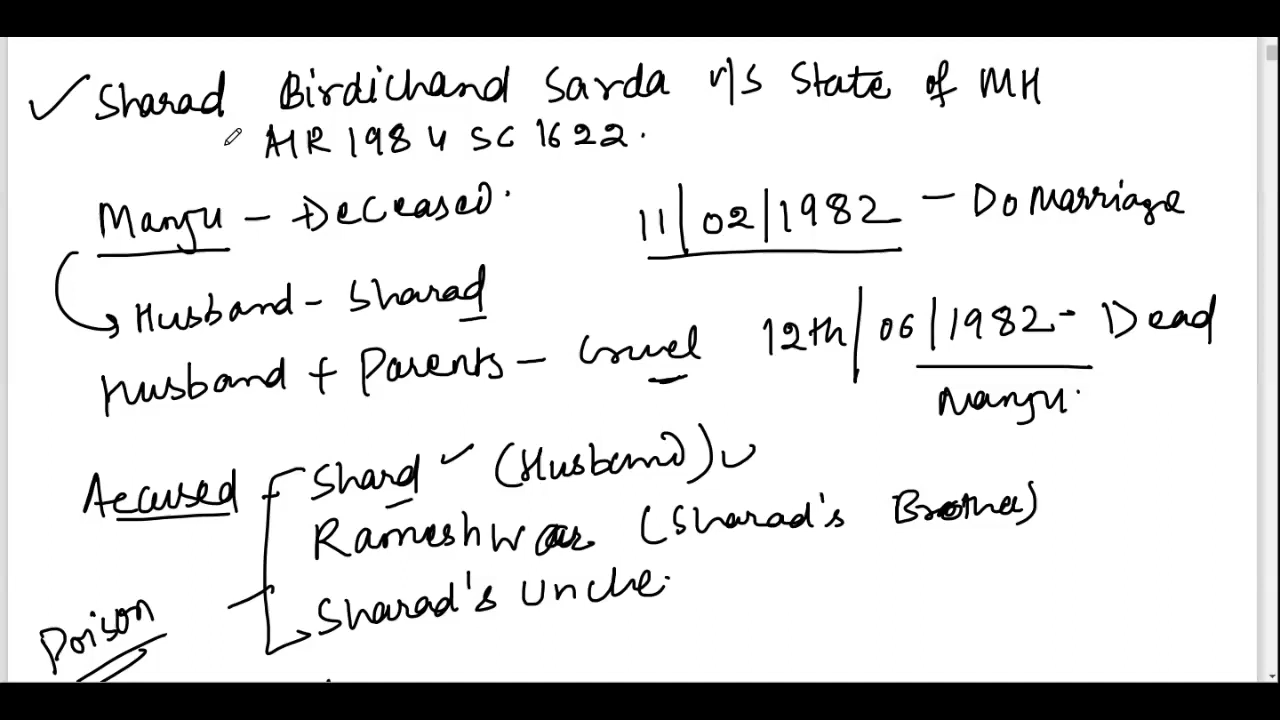 Sharad Birdichand Sarda v/s State of MH
AIR 1984 SC 1622.
Manju - Deceased.
11/02/1982 - Do Marriage
Husband - Sharad
12th/06/1982 - Dead
Manju.
Husband + Parents - Cruel
Accused
Shard (Husband)
Rameshwar (Sharad's Brother)
Sharad's Uncle.
Poison